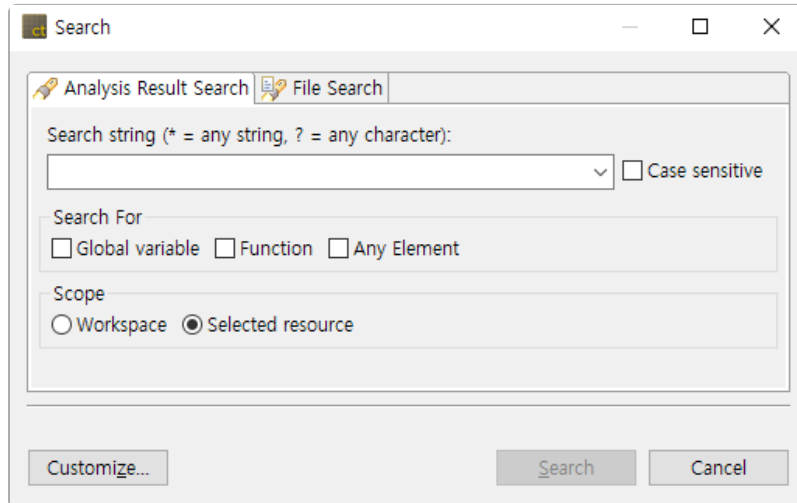 ct Search
Analysis Result Search File Search
Search string (* = any string, ? = any character):
Case sensitive
Search For
Global variable Function Any Element
Scope
Workspace Selected resource
Customize... Search Cancel